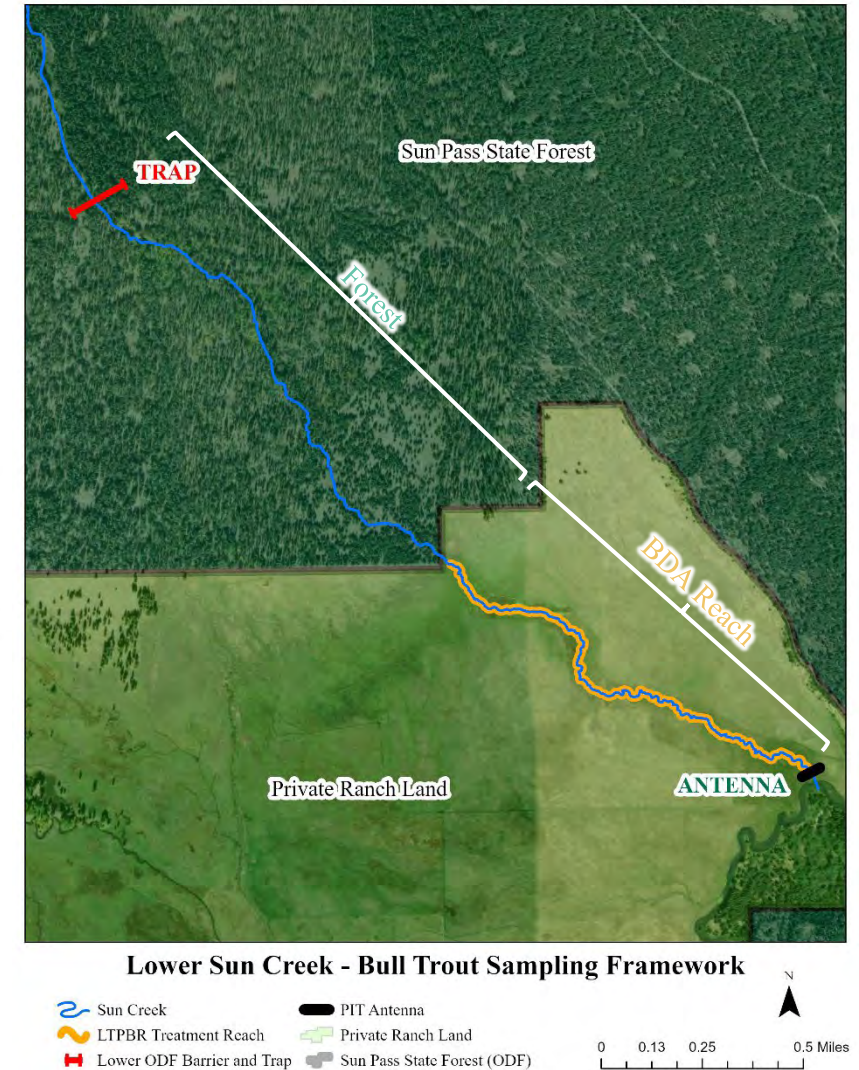 Sun Pass State Forest
TRAP
Forest
BDA Reach
ANTENNA
Private Ranch Land
Lower Sun Creek - Bull Trout Sampling Framework
N
Sun Creek
PIT Antenna
LTPBR Treatment Reach
Private Ranch Land
Lower ODF Barrier and Trap
Sun Pass State Forest (ODF)
0 0.13 0.25 0.5 Miles